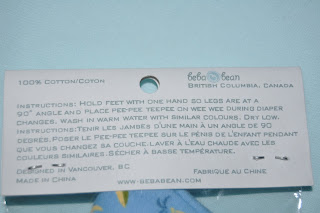 beba bean
100% Cotton/Coton
British Columbia, Canada
Instructions: Hold feet with one hand so legs are at a
90° angle and place pee-pee teepee on wee wee during diaper
changes. Wash in warm water with similar colours. Dry low.
Instructions:Tenir les jambes d'une main à un angle de 90
degrés. Poser le Pee-pee Teepee sur le pénis de l'enfant pendant
que vous changez sa couche.Laver à l'eau chaude avec les
couleurs similaires.Sécher à basse température.
Designed in Vancouver, BC
Made in China
Fabriqué au Chine
www.bebabean.com